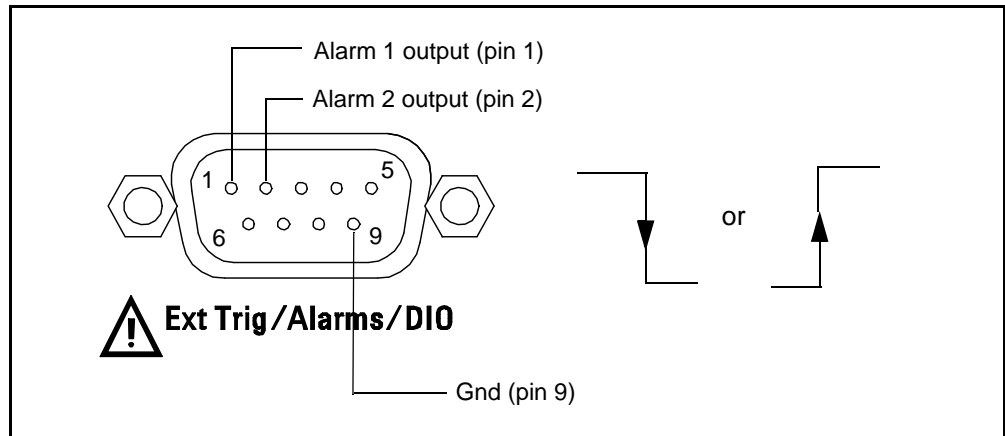 Alarm 1 output (pin 1)
Alarm 2 output (pin 2)
1
5
6
9
or
Ext Trig/Alarms/DIO
Gnd (pin 9)